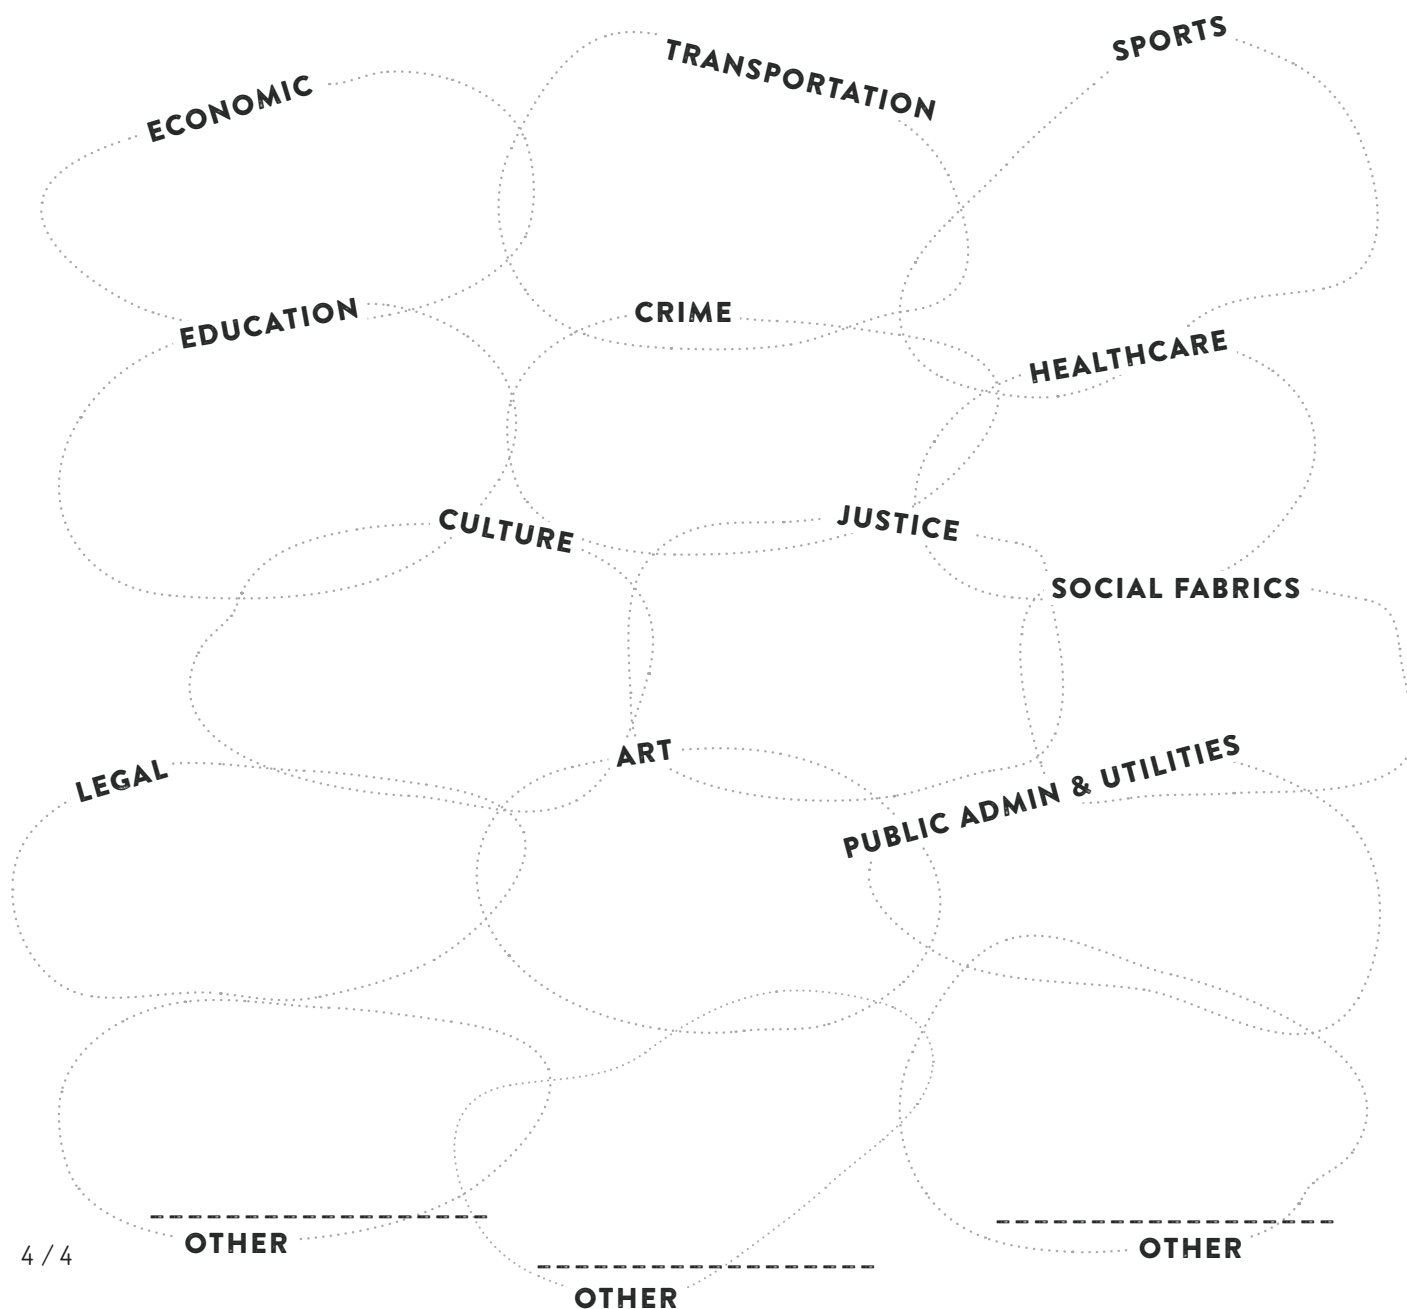 ECONOMIC
TRANSPORTATION
SPORTS
EDUCATION
CRIME
HEALTHCARE
CULTURE
JUSTICE
SOCIAL FABRICS
LEGAL
ART
PUBLIC ADMIN & UTILITIES
OTHER
OTHER
OTHER
4 / 4